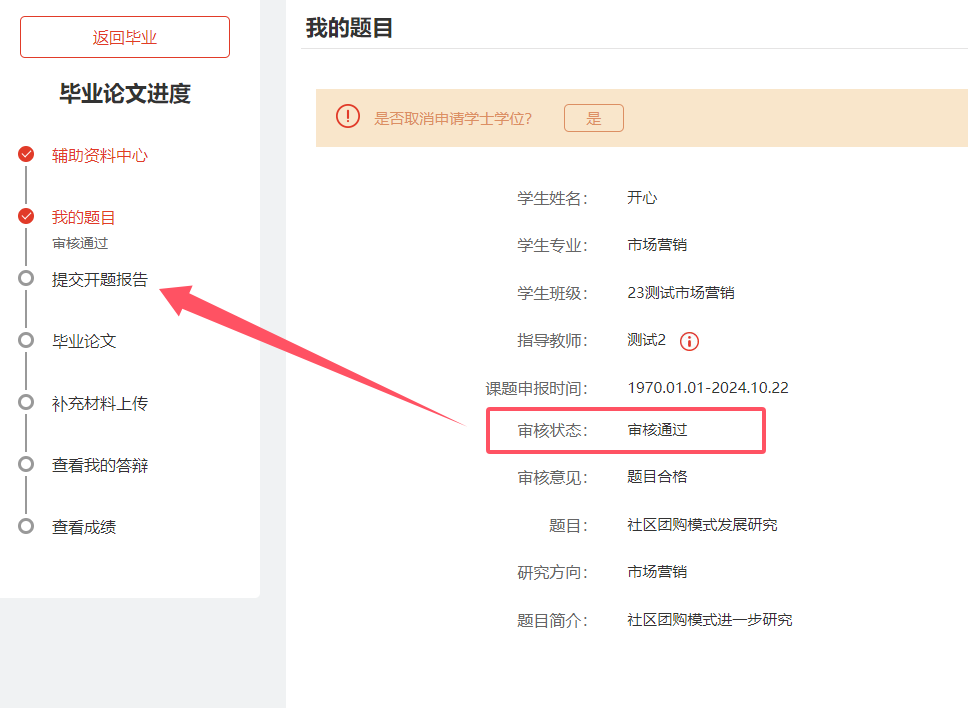 返回毕业
毕业论文进度
辅助资料中心
我的题目
审核通过
提交开题报告
毕业论文
补充材料上传
查看我的答辩
查看成绩
我的题目
是否取消申请学士学位? 是
学生姓名: 开心
学生专业: 市场营销
学生班级: 23测试市场营销
指导教师: 测试2
课题申报时间: 1970.01.01-2024.10.22
审核状态: 审核通过
审核意见: 题目合格
题目: 社区团购模式发展研究
研究方向: 市场营销
题目简介: 社区团购模式进一步研究